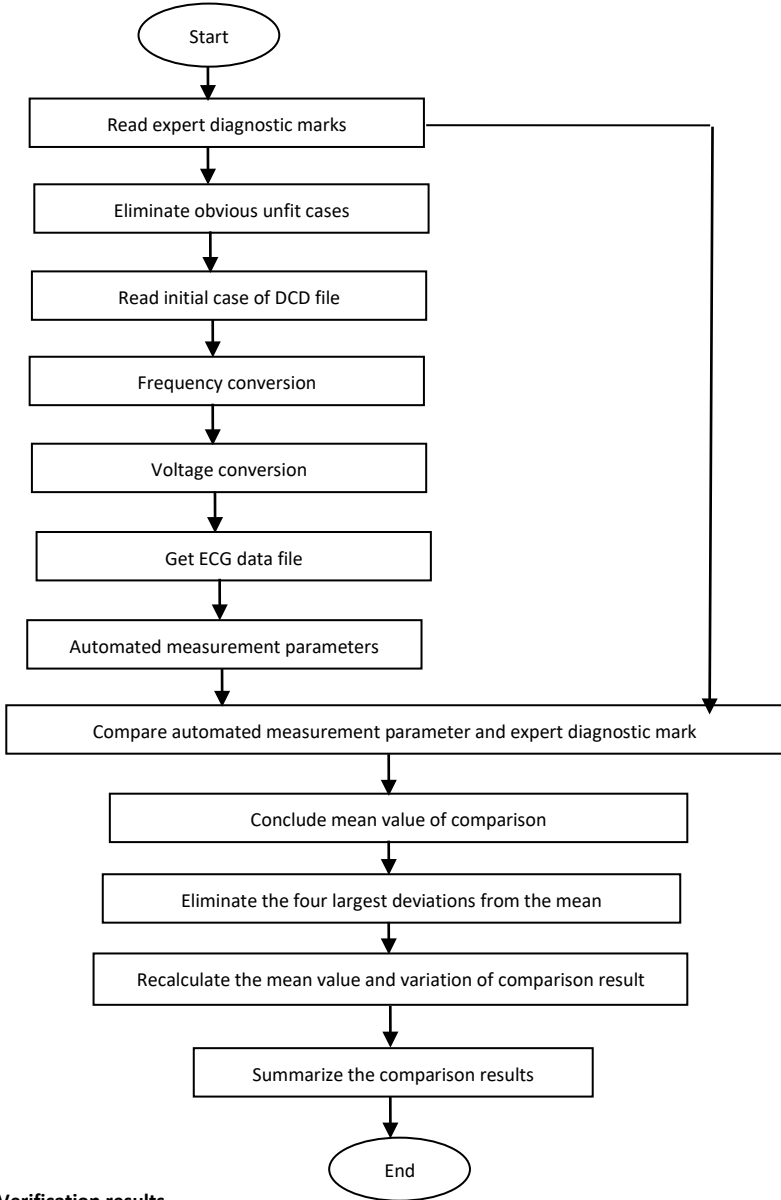 Start
Read expert diagnostic marks
Eliminate obvious unfit cases
Read initial case of DCD file
Frequency conversion
Voltage conversion
Get ECG data file
Automated measurement parameters
Compare automated measurement parameter and expert diagnostic mark
Conclude mean value of comparison
Eliminate the four largest deviations from the mean
Recalculate the mean value and variation of comparison result
Summarize the comparison results
End
Verification results